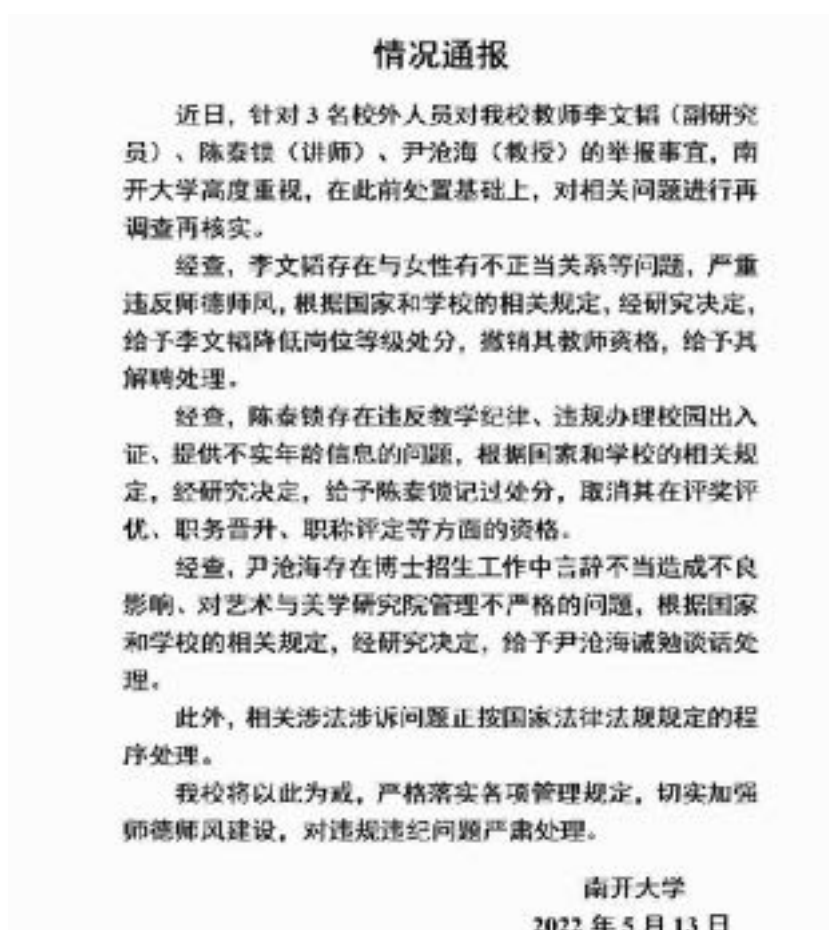 情况通报
近日，针对 3 名校外人员对我校教师李文韬（副研究
员）、陈泰锁（讲师）、尹沧海（教授）的举报事宜，南
开大学高度重视，在此前处置基础上，对相关问题进行再
调查再核实。
经查，李文韬存在与女性有不正当关系等问题，严重
违反师德师风，根据国家和学校的相关规定，经研究决定，
给予李文韬降低岗位等级处分，撤销其教师资格，给予其
解聘处理。
经查，陈泰锁存在违反教学纪律、违规办理校园出入
证、提供不实年龄信息的问题，根据国家和学校的相关规
定，经研究决定，给予陈泰锁记过处分，取消其在评奖评
优、职务晋升、职称评定等方面的资格。
经查，尹沧海存在博士招生工作中言辞不当造成不良
影响、对艺术与美学研究院管理不严格的问题，根据国家
和学校的相关规定，经研究决定，给予尹沧海诫勉谈话处
理。
此外，相关涉法涉诉问题正按国家法律法规规定的程
序处理。
我校将以此为戒，严格落实各项管理规定，切实加强
师德师风建设，对违规违纪问题严肃处理。
南开大学
2022 年 5 月 13 日